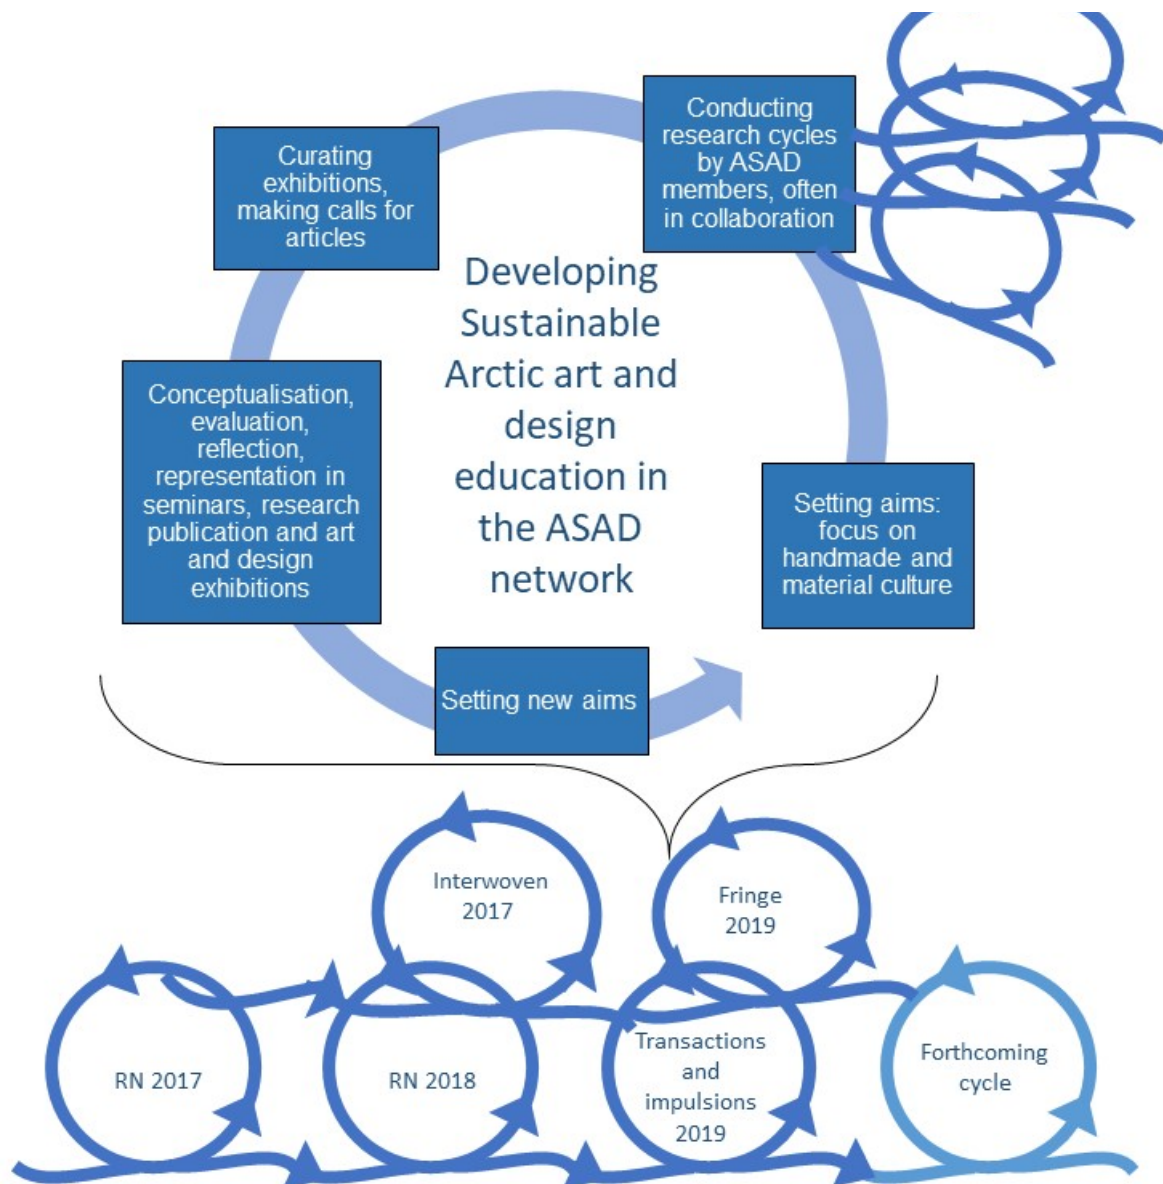 Conducting
research cycles
by ASAD
members, often
in collaboration
Curating
exhibitions,
making calls for
articles
Developing
Sustainable
Arctic art and
design
education in
the ASAD
network
Conceptualisation,
evaluation,
reflection,
representation in
seminars, research
publication and art
and design
exhibitions
Setting aims:
focus on
handmade and
material culture
Setting new aims
Interwoven
2017
Fringe
2019
RN 2017
RN 2018
Transactions
and
impulsions
2019
Forthcoming
cycle